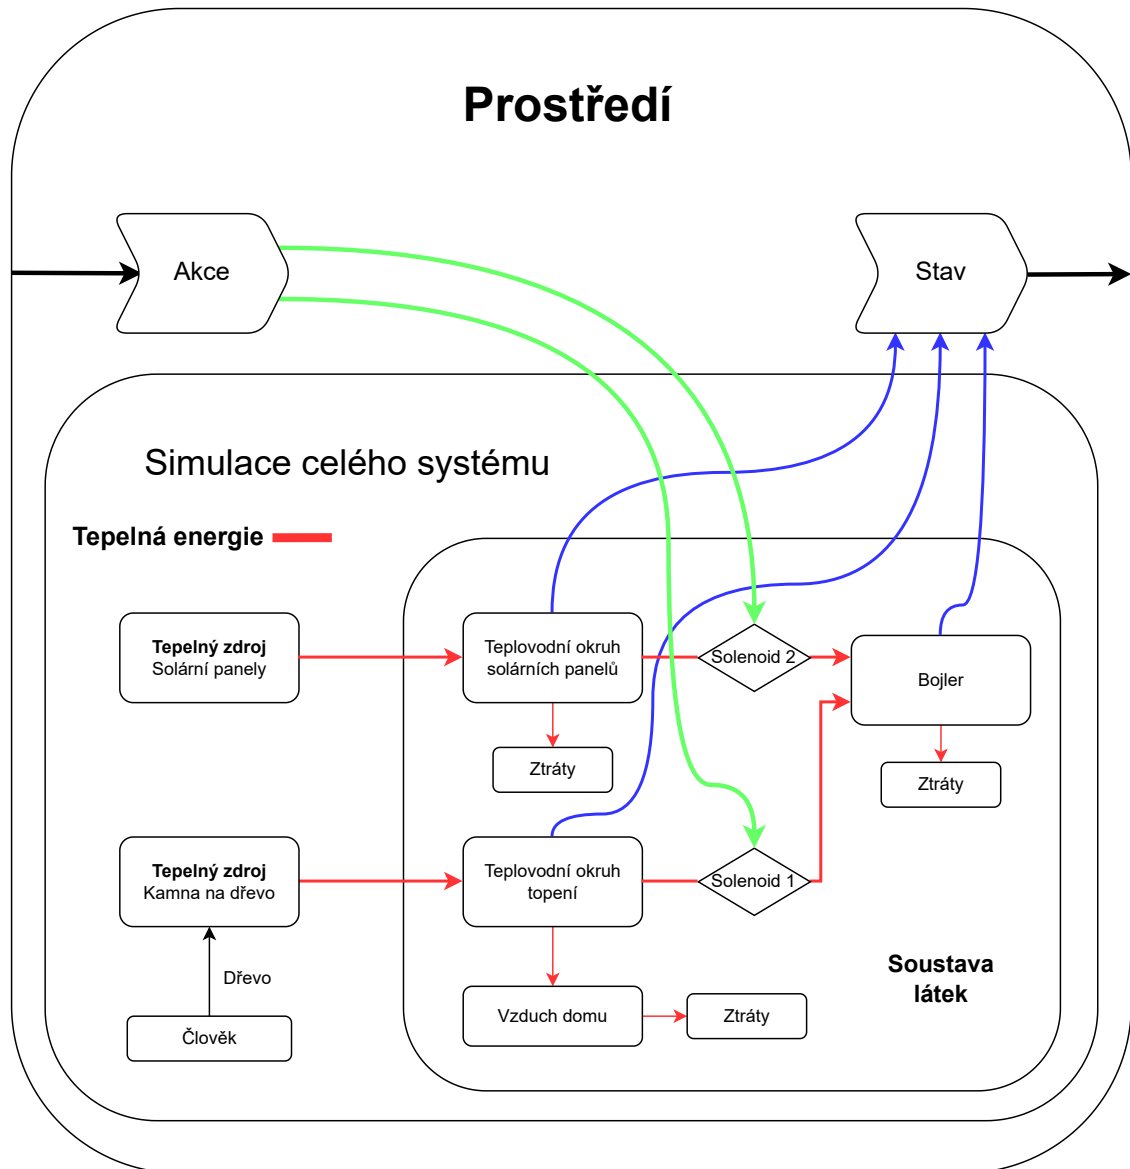 Prostředí
Akce
Stav
Simulace celého systému
Tepelná energie
Tepelný zdroj
Solární panely
Teplovodní okruh
solárních panelů
Solenoid 2
Bojler
Ztráty
Ztráty
Tepelný zdroj
Kamna na dřevo
Teplovodní okruh
topení
Solenoid 1
Dřevo
Soustava
látek
Člověk
Vzduch domu
Ztráty